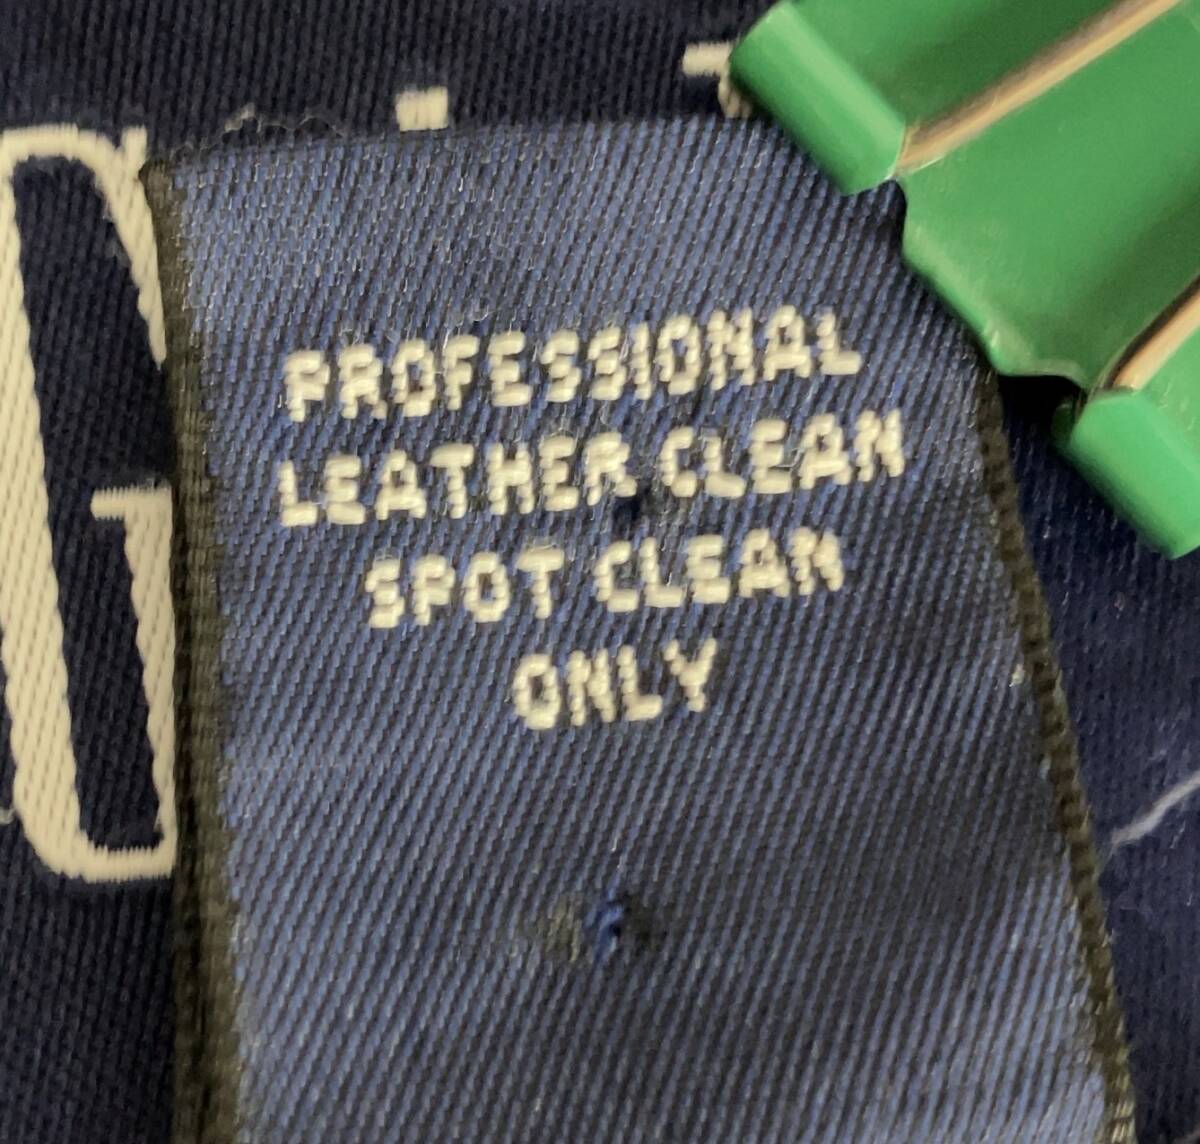 PROFESSIONAL
LEATHER CLEAN
SPOT CLEAN
ONLY
G